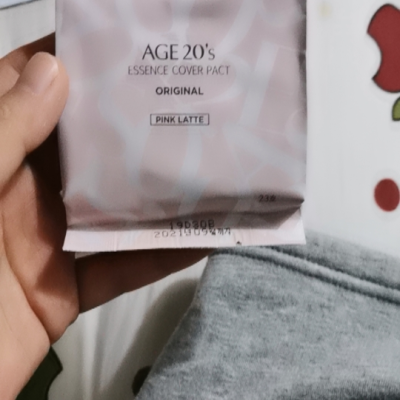 AGE 20's
ESSENCE COVER PACT
ORIGINAL
PINK LATTE